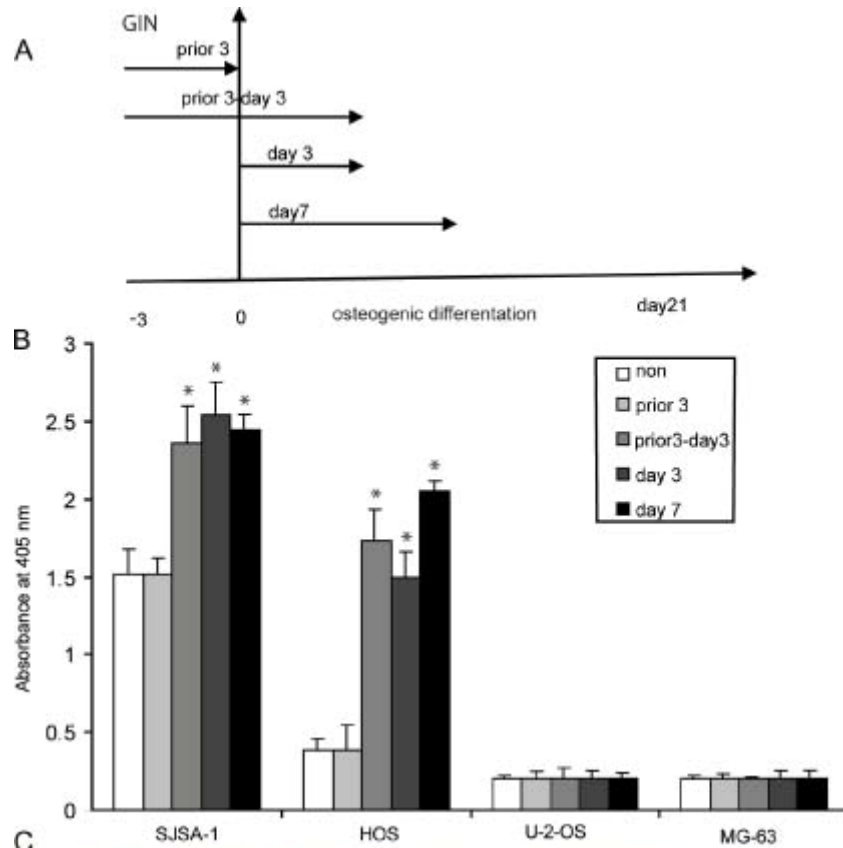 GIN
A
prior 3
prior 3-day 3
day 3
day7
-3 0 osteogenic differentation day21
B
3
2.5
2
1.5
1
0.5
0
Absorbance at 405 nm
* * *
* * *
non
prior 3
prior3-day3
day 3
day 7
SJSA-1 HOS U-2-OS MG-63
C